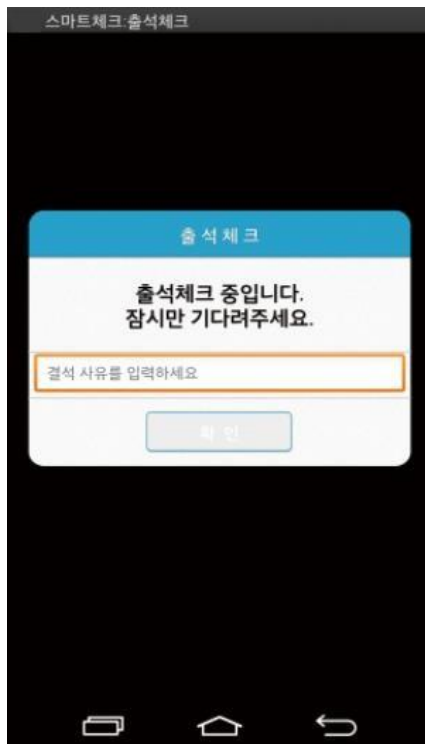 스마트체크:출석체크
출 석 체 크
출석체크 중입니다.
잠시만 기다려주세요.
결석 사유를 입력하세요
확 인